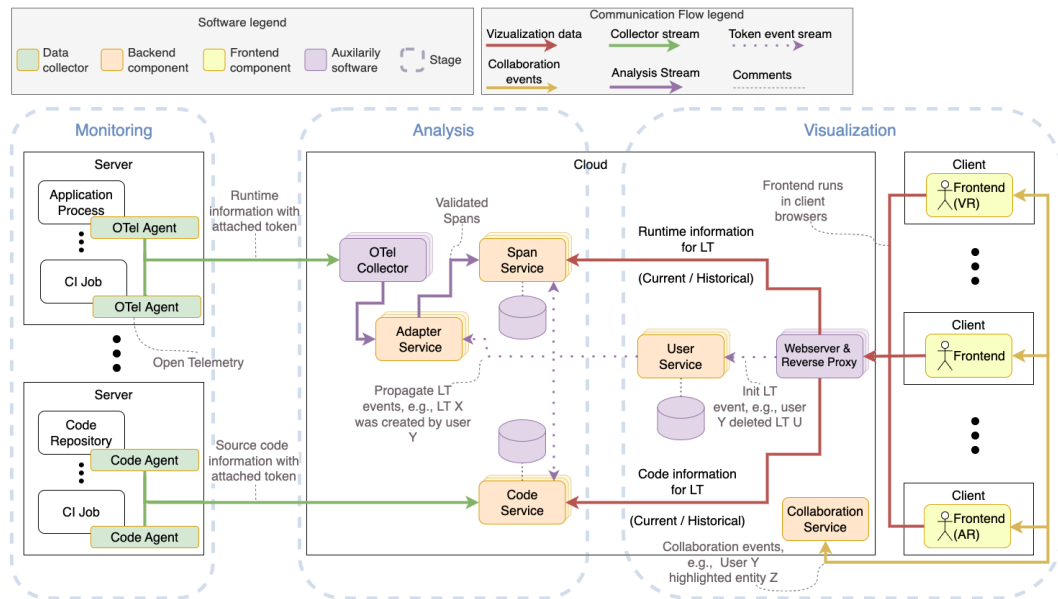 Software legend
Data
collector
Backend
component
Frontend
component
Auxilarily
software
Stage
Communication Flow legend
Vizualization data
Collector stream
Token event sream
Collaboration
events
Analysis Stream
Comments
Monitoring
Analysis
Visualization
Server
Application
Process
OTel Agent
CI Job
OTel Agent
Open Telemetry
Server
Code
Repository
Code Agent
CI Job
Code Agent
Runtime
information with
attached token
Source code
information with
attached token
Cloud
Validated
Spans
OTel
Collector
Span
Service
Adapter
Service
Propagate LT
events, e.g., LT X
was created by user
Y
Code
Service
Runtime information
for LT
(Current / Historical)
User
Service
Webserver &
Reverse Proxy
Init LT
event, e.g., user
Y deleted LT U
Code information
for LT
(Current / Historical)
Collaboration
Service
Collaboration events,
e.g., User Y
highlighted entity Z
Frontend runs
in client
browsers
Client
Frontend
(VR)
Client
Frontend
Client
Frontend
(AR)